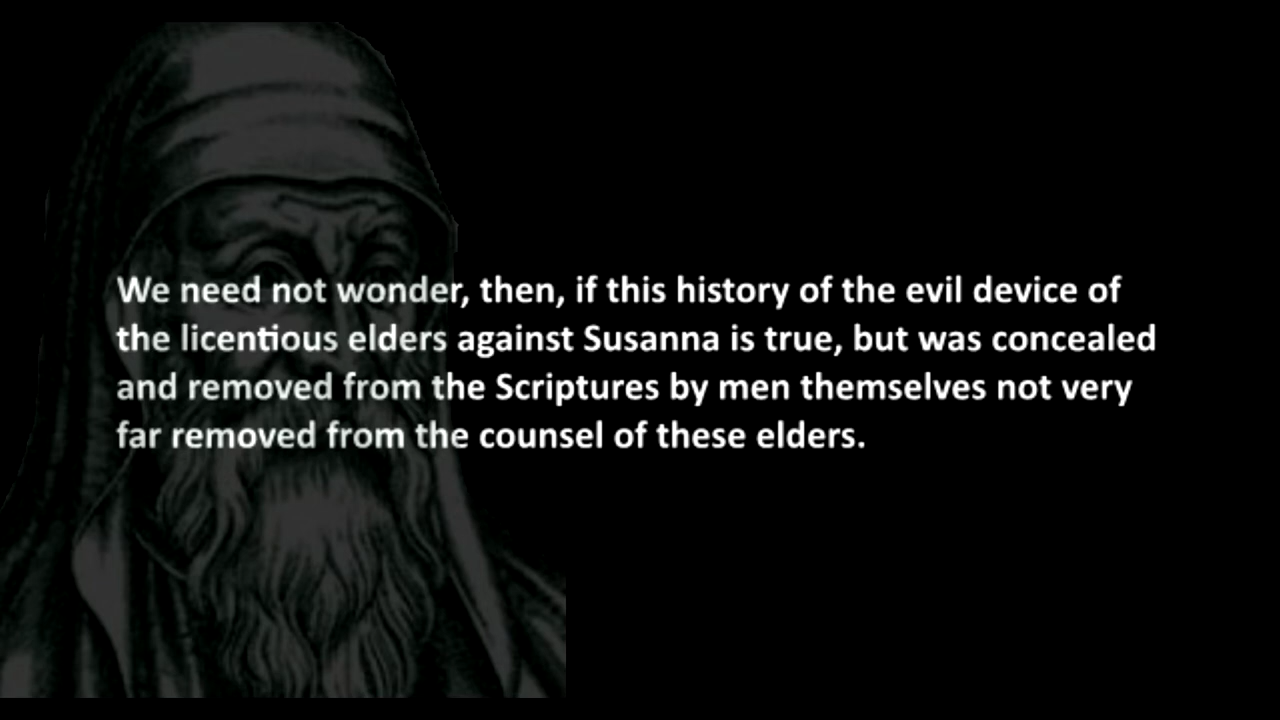 We need not wonder, then, if this history of the evil device of
the licentious elders against Susanna is true, but was concealed
and removed from the Scriptures by men themselves not very
far removed from the counsel of these elders.